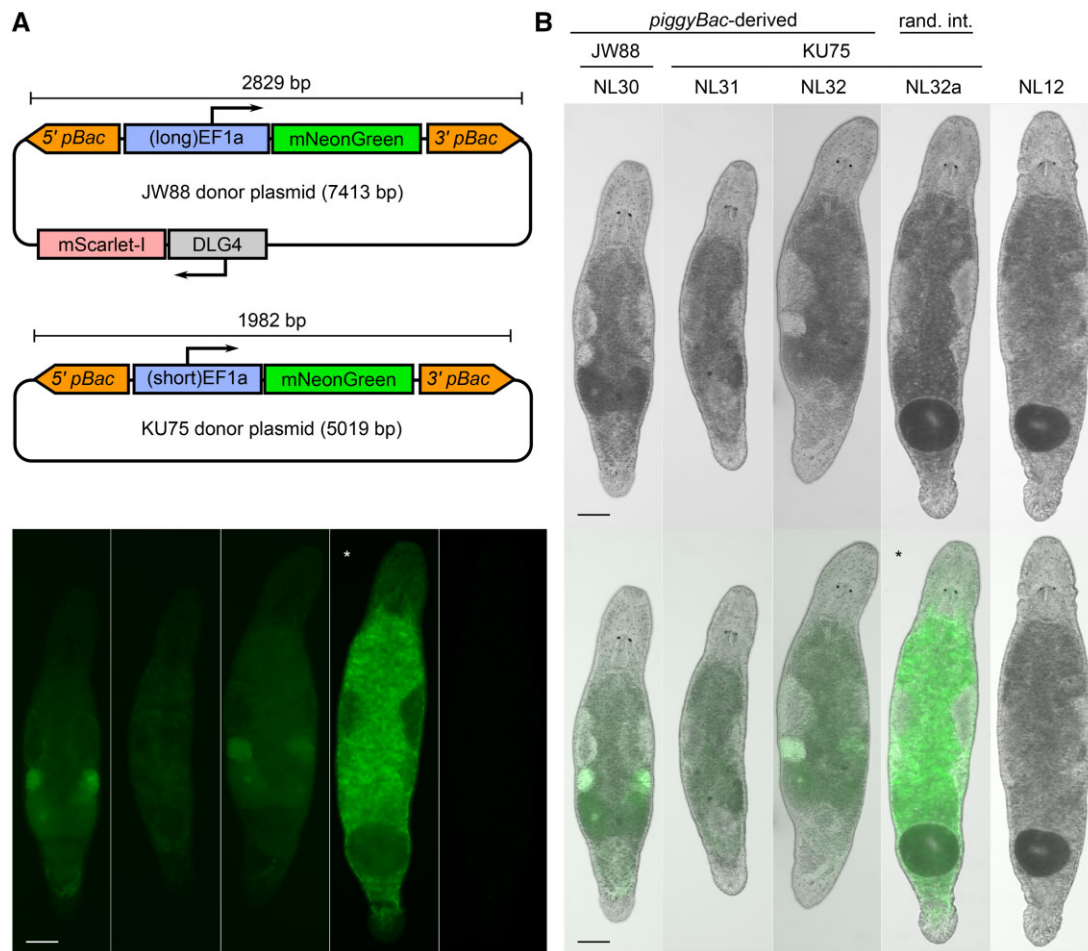 A
2829 bp
5' pBac
(long)EF1a
mNeonGreen
3' pBac
JW88 donor plasmid (7413 bp)
mScarlet-I
DLG4
1982 bp
5' pBac
(short)EF1a
mNeonGreen
3' pBac
KU75 donor plasmid (5019 bp)
*
B
piggyBac-derived
rand. int.
JW88
KU75
NL30
NL31
NL32
NL32a
NL12
*